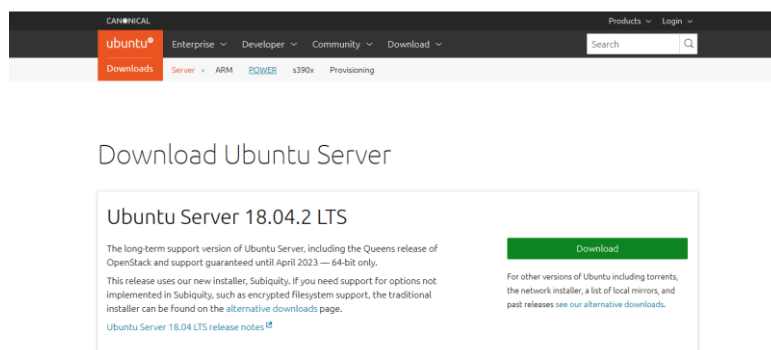 CANONICAL Products Login
ubuntu® Enterprise Developer Community Download Search
Downloads Server › ARM POWER s390x Provisioning
Download Ubuntu Server
Ubuntu Server 18.04.2 LTS
The long-term support version of Ubuntu Server, including the Queens release of
OpenStack and support guaranteed until April 2023 — 64-bit only.
This release uses our new installer, Subiquity. If you need support for options not
implemented in Subiquity, such as encrypted filesystem support, the traditional
installer can be found on the alternative downloads page.
Ubuntu Server 18.04 LTS release notes
Download
For other versions of Ubuntu including torrents,
the network installer, a list of local mirrors, and
past releases see our alternative downloads.